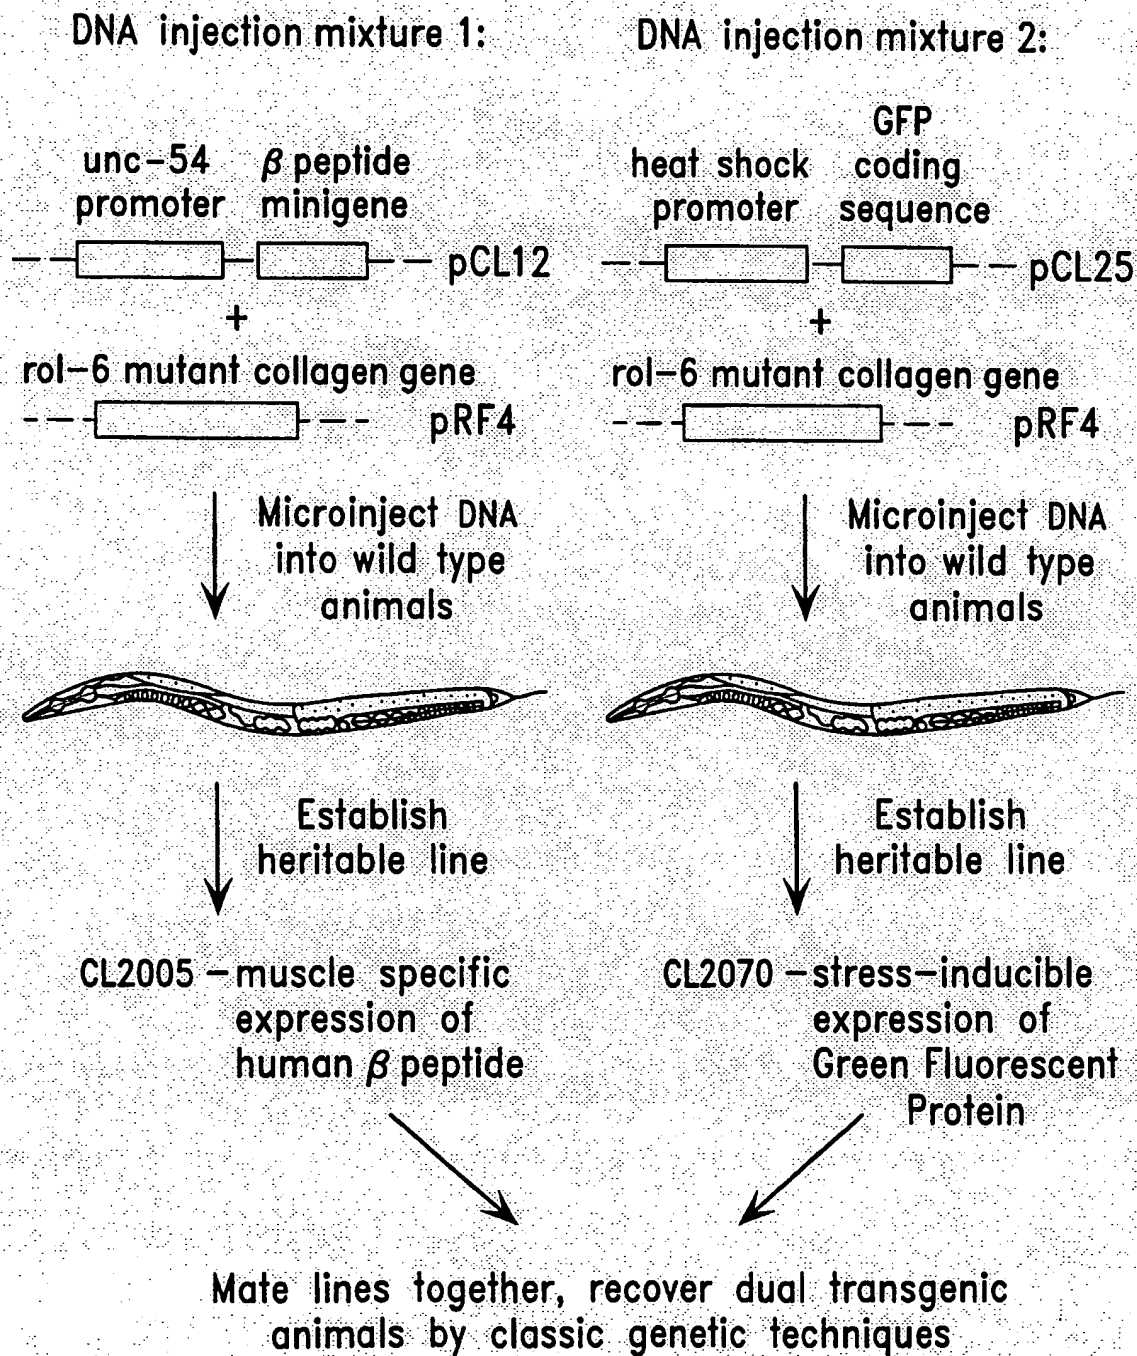 DNA injection mixture 1:
unc-54 promoter
β peptide minigene
pCL12
+
rol-6 mutant collagen gene
pRF4
Microinject DNA
into wild type
animals
Establish
heritable line
CL2005 - muscle specific
expression of
human β peptide
DNA injection mixture 2:
heat shock promoter
GFP coding sequence
pCL25
+
rol-6 mutant collagen gene
pRF4
Microinject DNA
into wild type
animals
Establish
heritable line
CL2070 - stress-inducible
expression of
Green Fluorescent
Protein
Mate lines together, recover dual transgenic
animals by classic genetic techniques